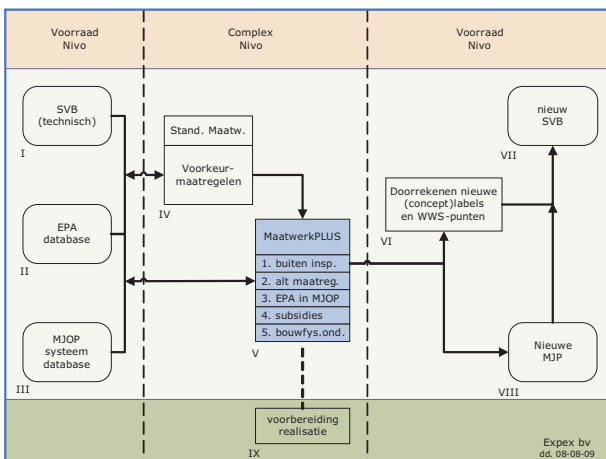 Voorraad
Nivo
Complex
Nivo
Voorraad
Nivo
SVB
(technisch)
I
EPA
database
II
MJOP
systeem
database
III
Stand. Maatw.
Voorkeur-
maatregelen
IV
MaatwerkPLUS
1. buiten insp.
2. alt maatreg.
3. EPA in MJOP
4. subsidies
5. bouwfys.ond.
V
nieuw
SVB
VII
Doorrekenen nieuwe
(concept)labels
en WWS-punten
VI
Nieuwe
MJP
VIII
voorbereiding
realisatie
IX
Expex bv
dd. 08-08-09